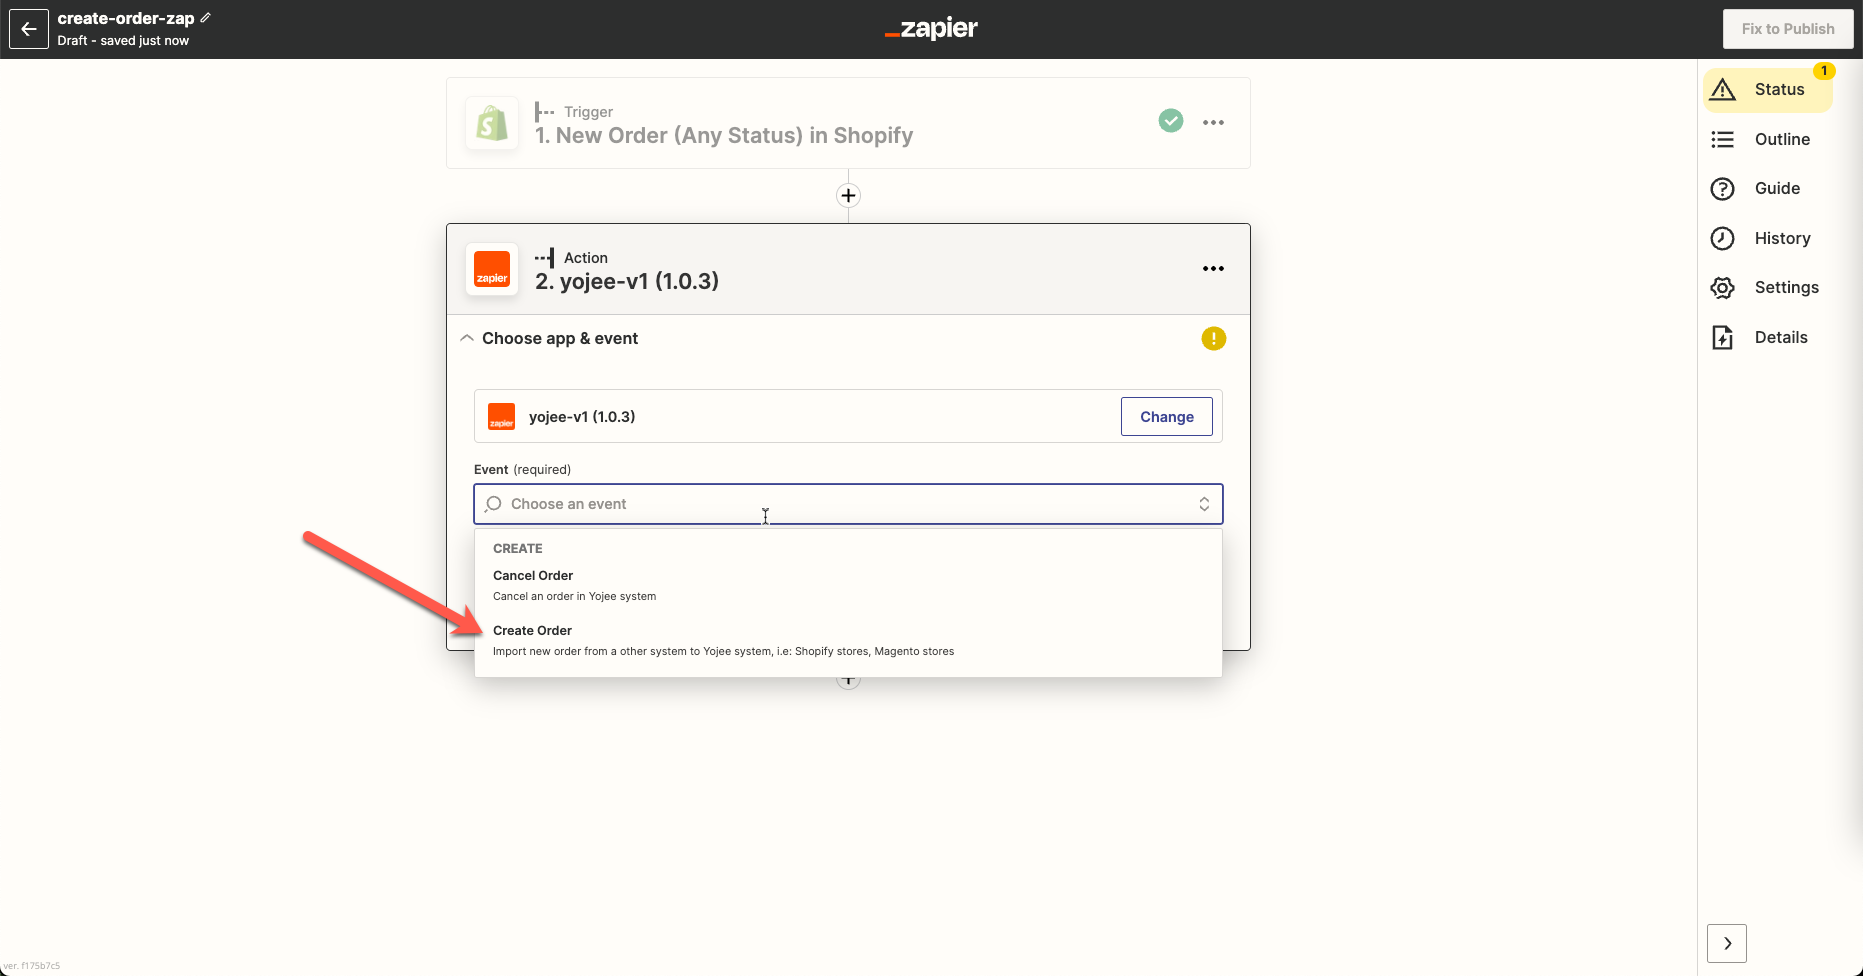 create-order-zap
Draft - saved just now
zapier
Fix to Publish
Trigger
1. New Order (Any Status) in Shopify
zapier
Action
2. yojee-v1 (1.0.3)
Choose app & event
zapier
yojee-v1 (1.0.3)
Change
Event (required)
Choose an event
CREATE
Cancel Order
Cancel an order in Yojee system
Create Order
Import new order from a other system to Yojee system, i.e: Shopify stores, Magento stores
1
Status
Outline
Guide
History
Settings
Details
ver. f175b7c5